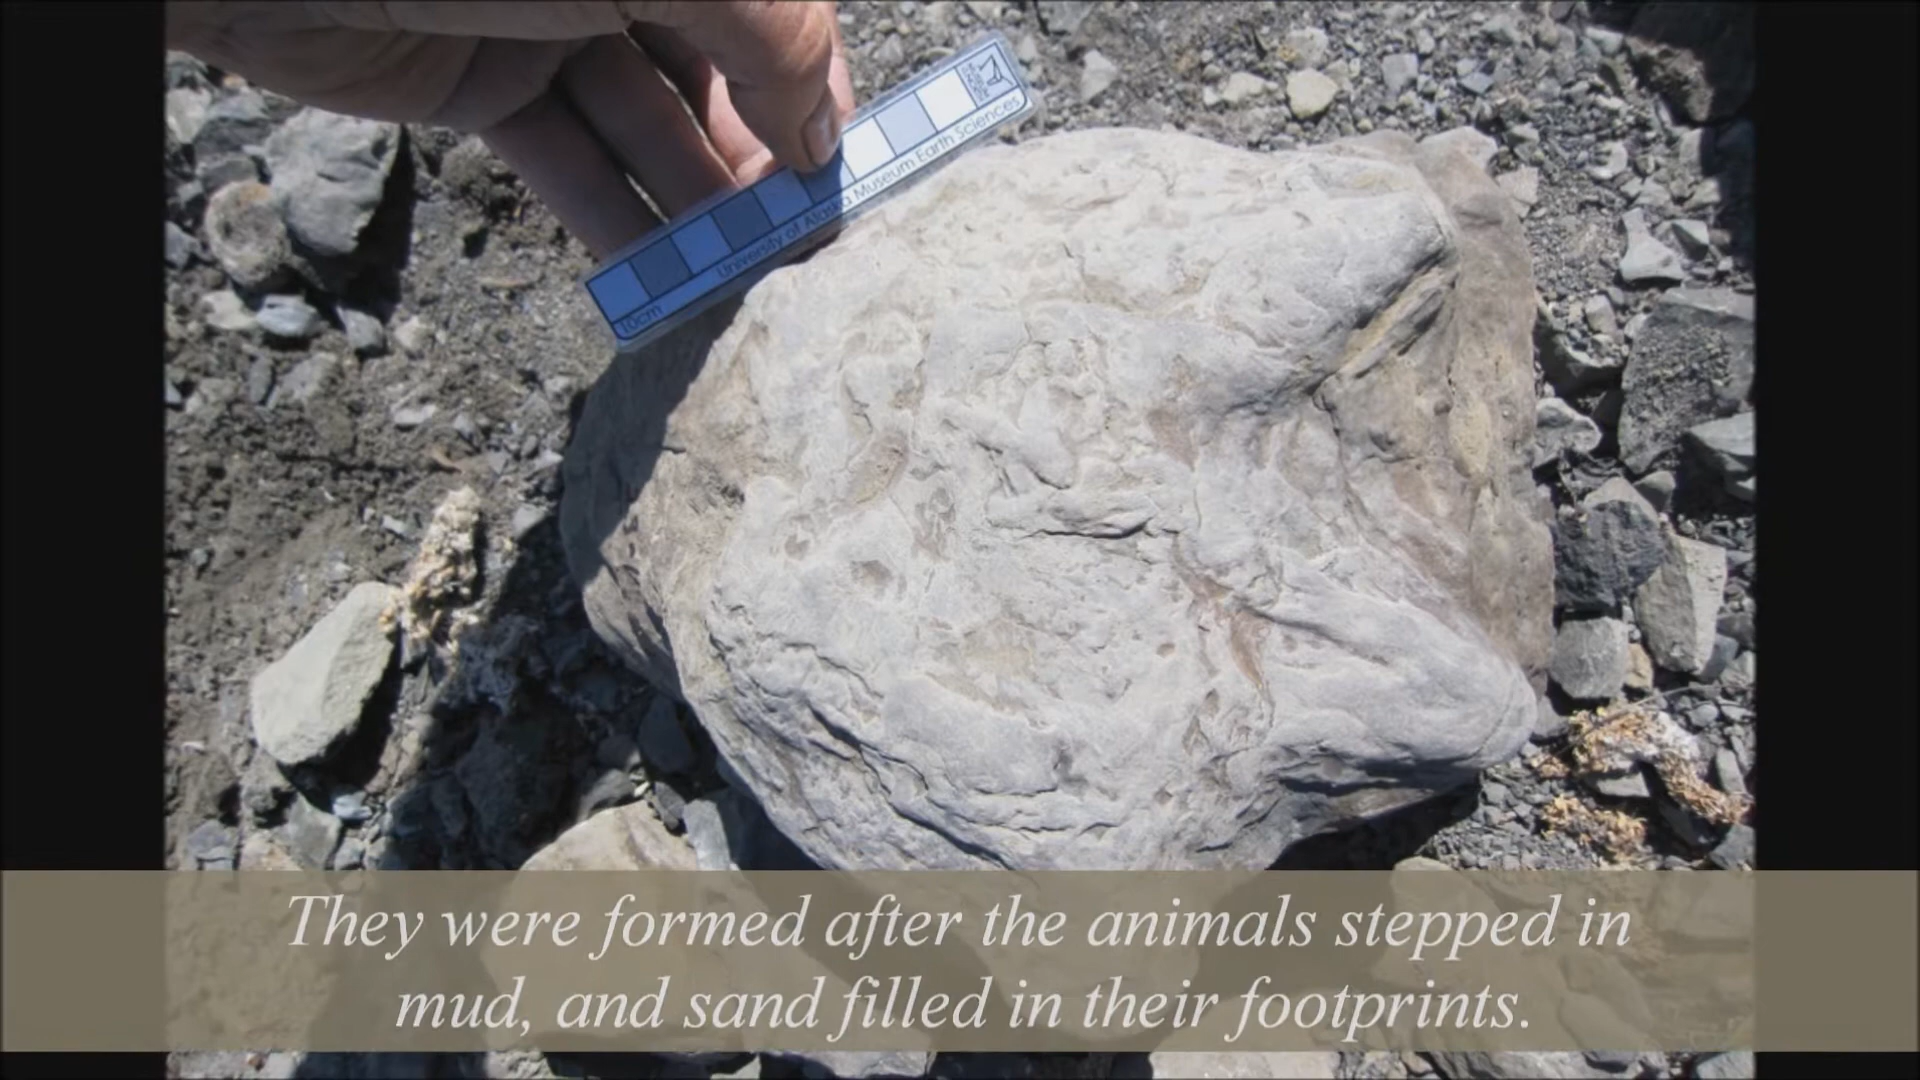 University of Alaska Museum Earth Sciences
10cm
They were formed after the animals stepped in
mud, and sand filled in their footprints.